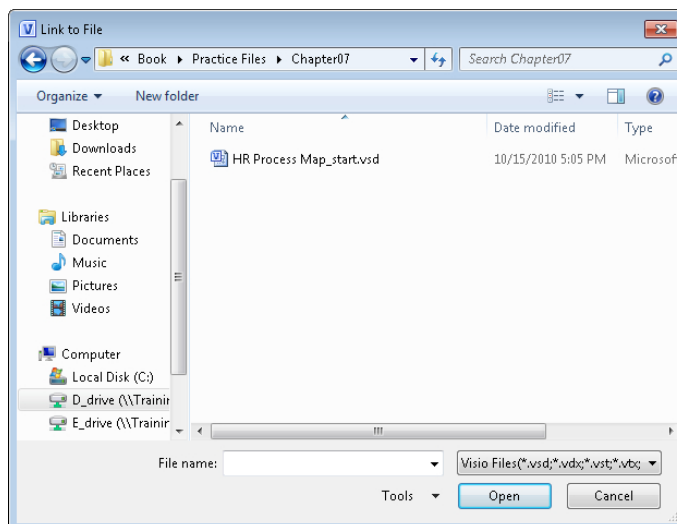 Link to File
« Book Practice Files Chapter07 Search Chapter07
Organize New folder
Desktop
Downloads
Recent Places
Libraries
Documents
Music
Pictures
Videos
Computer
Local Disk (C:)
D_drive (\\Trainir
E_drive (\\Trainir
Name Date modified Type
HR Process Map_start.vsd 10/15/2010 5:05 PM Microsof
File name: Visio Files(*.vsd;*.vdx;*.vst;*.vtx;
Tools Open Cancel